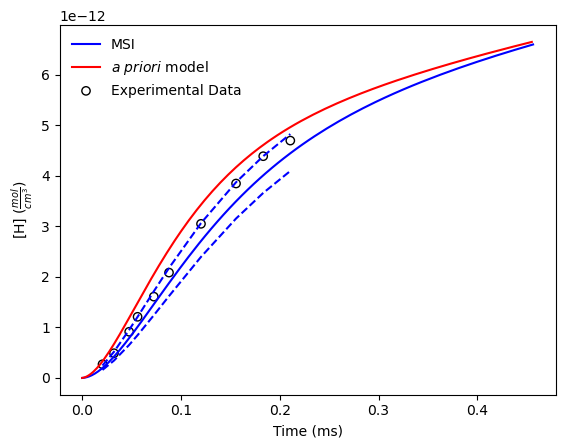 1e−12
MSI
a priori model
Experimental Data
6
5
4
3
2
1
0
[H] (mol/cm³)
0.0 0.1 0.2 0.3 0.4
Time (ms)